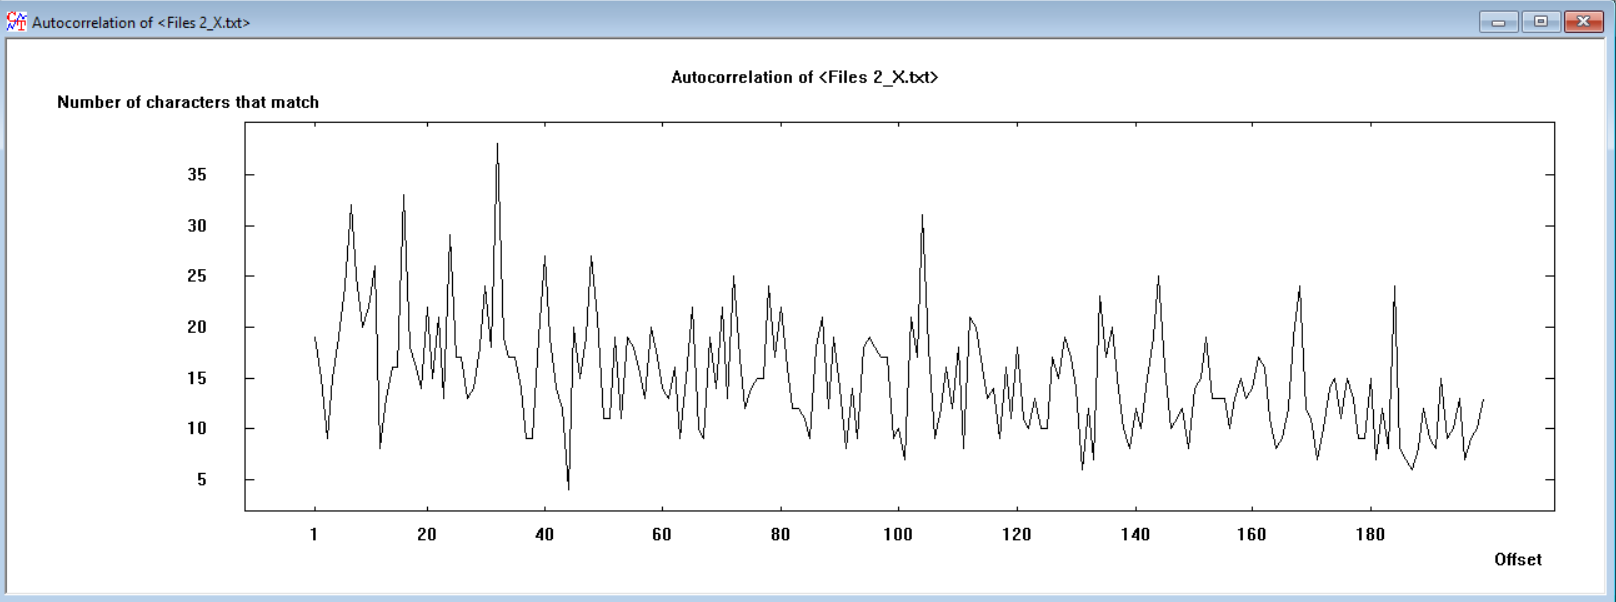 Autocorrelation of <Files 2_X.txt>
Autocorrelation of <Files 2_X.txt>
Number of characters that match
35
30
25
20
15
10
5
1 20 40 60 80 100 120 140 160 180
Offset